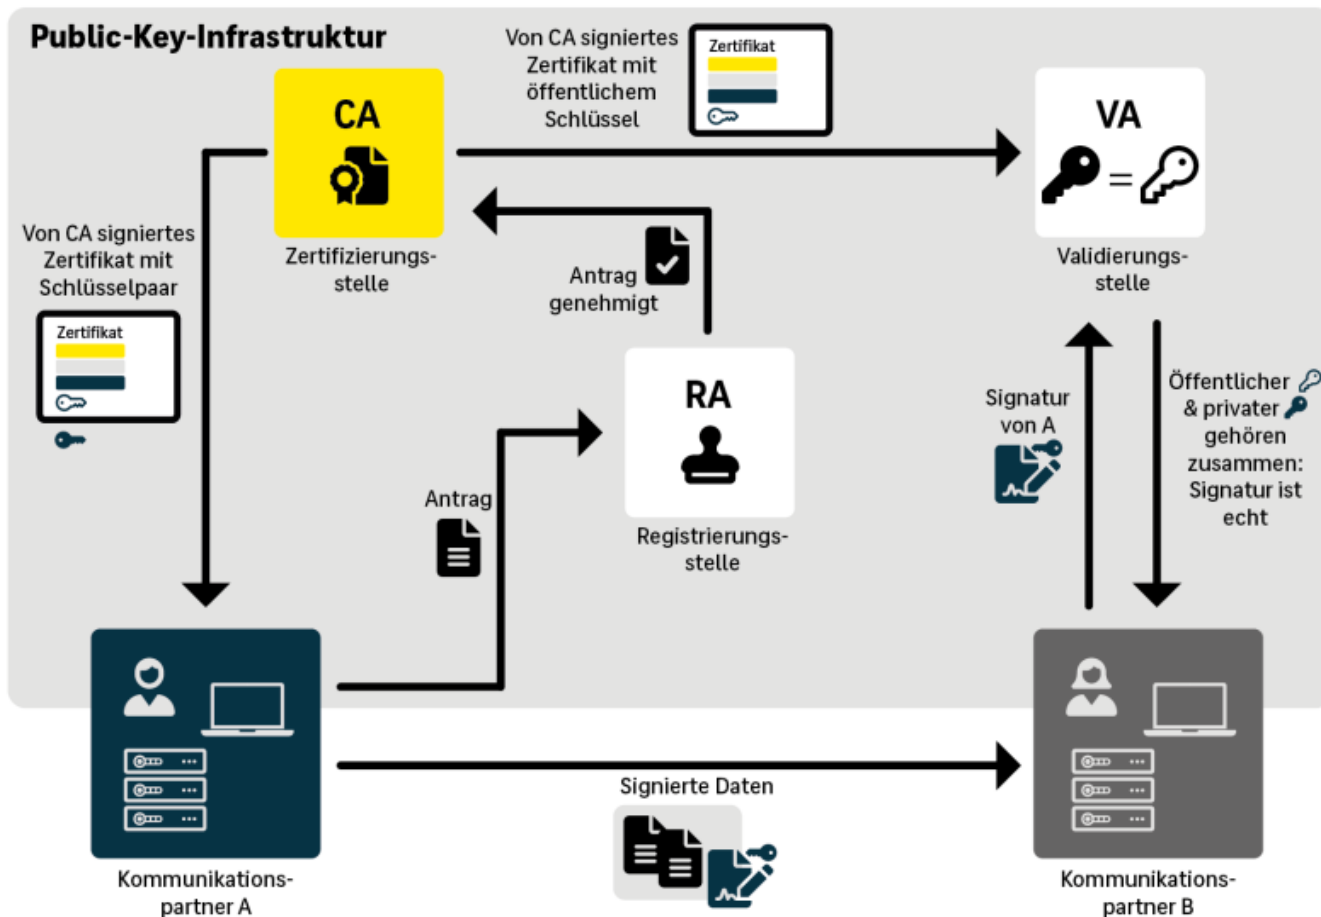 Public-Key-Infrastruktur
Von CA signiertes
Zertifikat mit
öffentlichem
Schlüssel
Zertifikat
CA
Zertifizierungs-
stelle
VA
=
Validierungs-
stelle
Von CA signiertes
Zertifikat mit
Schlüsselpaar
Zertifikat
Antrag
genehmigt
RA
Registrierungs-
stelle
Antrag
Signatur
von A
Öffentlicher
& privater
gehören
zusammen:
Signatur ist
echt
Signierte Daten
Kommunikations-
partner A
Kommunikations-
partner B